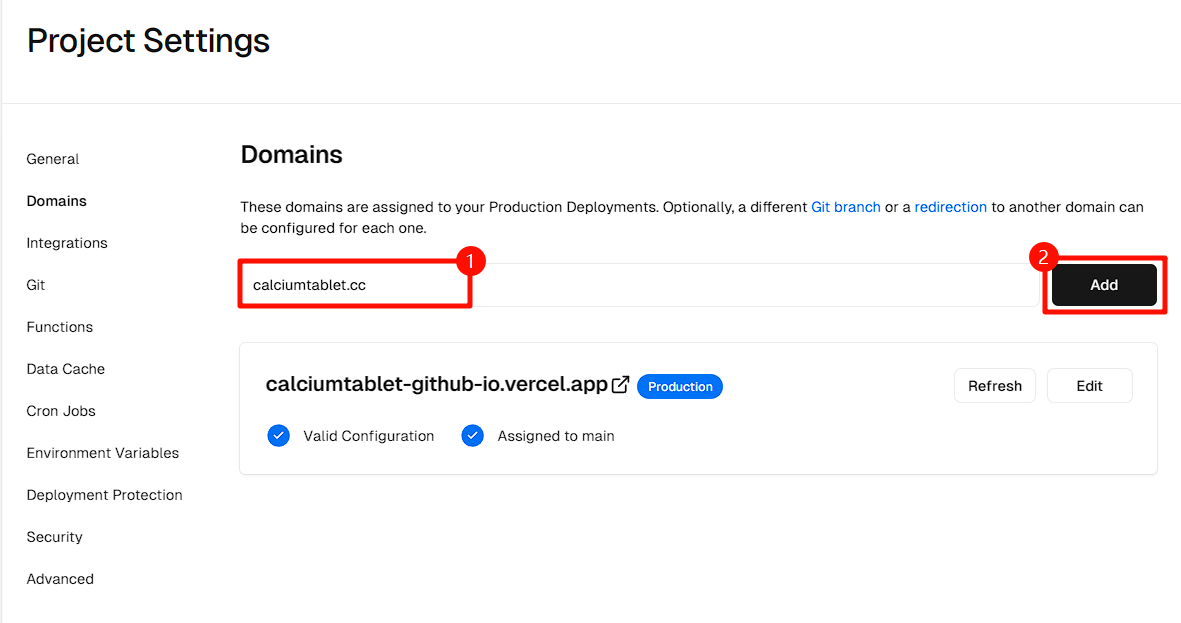 Project Settings
General
Domains
Integrations
Git
Functions
Data Cache
Cron Jobs
Environment Variables
Deployment Protection
Security
Advanced
Domains
These domains are assigned to your Production Deployments. Optionally, a different Git branch or a redirection to another domain can
be configured for each one.
1
calciumtablet.cc
2
Add
calciumtablet-github-io.vercel.app Production
Refresh Edit
Valid Configuration Assigned to main